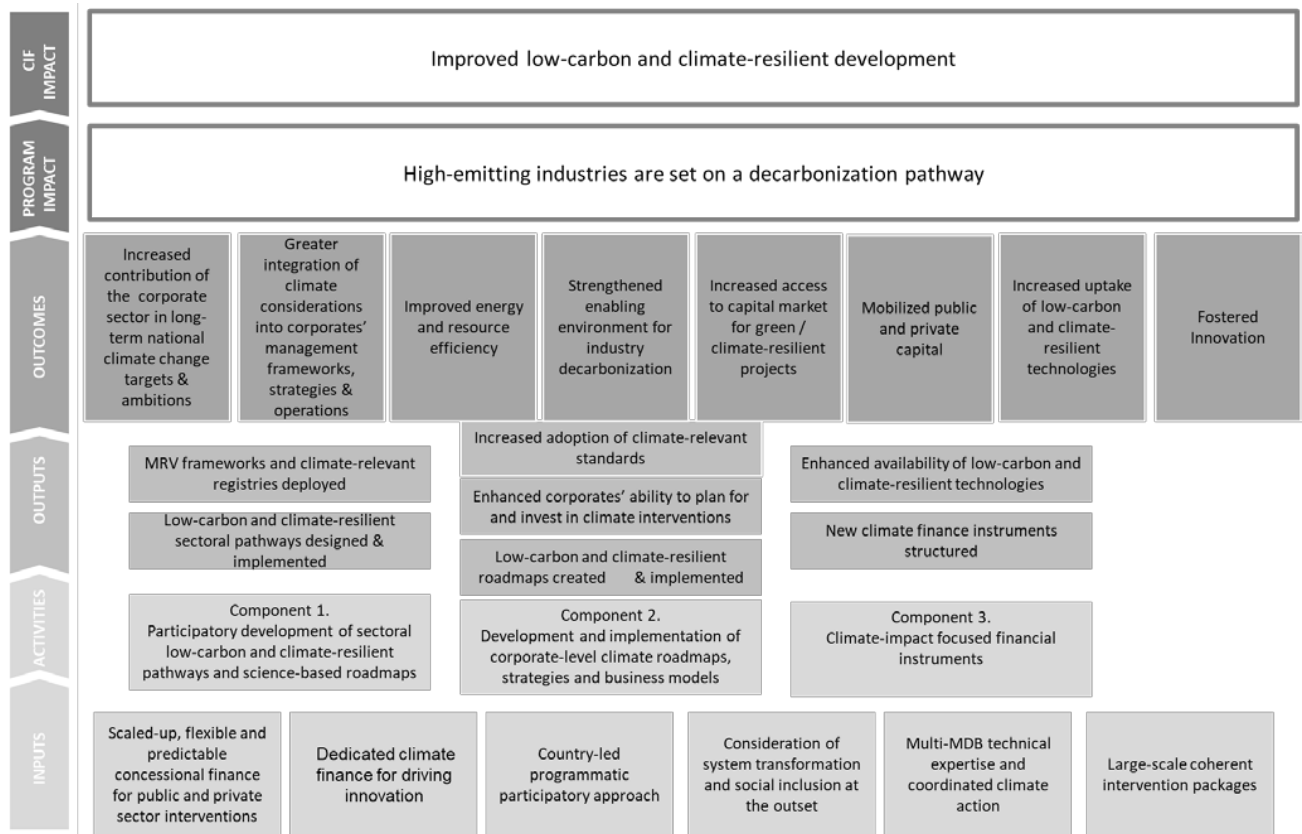 CIF
IMPACT
Improved low-carbon and climate-resilient development
PROGRAM
IMPACT
High-emitting industries are set on a decarbonization pathway
OUTCOMES
Increased
contribution of
the corporate
sector in long-
term national
climate change
targets &
ambitions
Greater
integration of
climate
considerations
into corporates’
management
frameworks,
strategies &
operations
Improved energy
and resource
efficiency
Strengthened
enabling
environment for
industry
decarbonization
Increased access
to capital market
for green /
climate-resilient
projects
Mobilized public
and private
capital
Increased uptake
of low-carbon
and climate-
resilient
technologies
Fostered
Innovation
OUTPUTS
MRV frameworks and climate-relevant
registries deployed
Low-carbon and climate-resilient
sectoral pathways designed &
implemented
Increased adoption of climate-relevant
standards
Enhanced corporates’ ability to plan for
and invest in climate interventions
Low-carbon and climate-resilient
roadmaps created & implemented
Enhanced availability of low-carbon and
climate-resilient technologies
New climate finance instruments
structured
ACTIVITIES
Component 1.
Participatory development of sectoral
low-carbon and climate-resilient
pathways and science-based roadmaps
Component 2.
Development and implementation of
corporate-level climate roadmaps,
strategies and business models
Component 3.
Climate-impact focused financial
instruments
INPUTS
Scaled-up, flexible and
predictable
concessional finance
for public and private
sector interventions
Dedicated climate
finance for driving
innovation
Country-led
programmatic
participatory approach
Consideration of
system transformation
and social inclusion at
the outset
Multi-MDB technical
expertise and
coordinated climate
action
Large-scale coherent
intervention packages